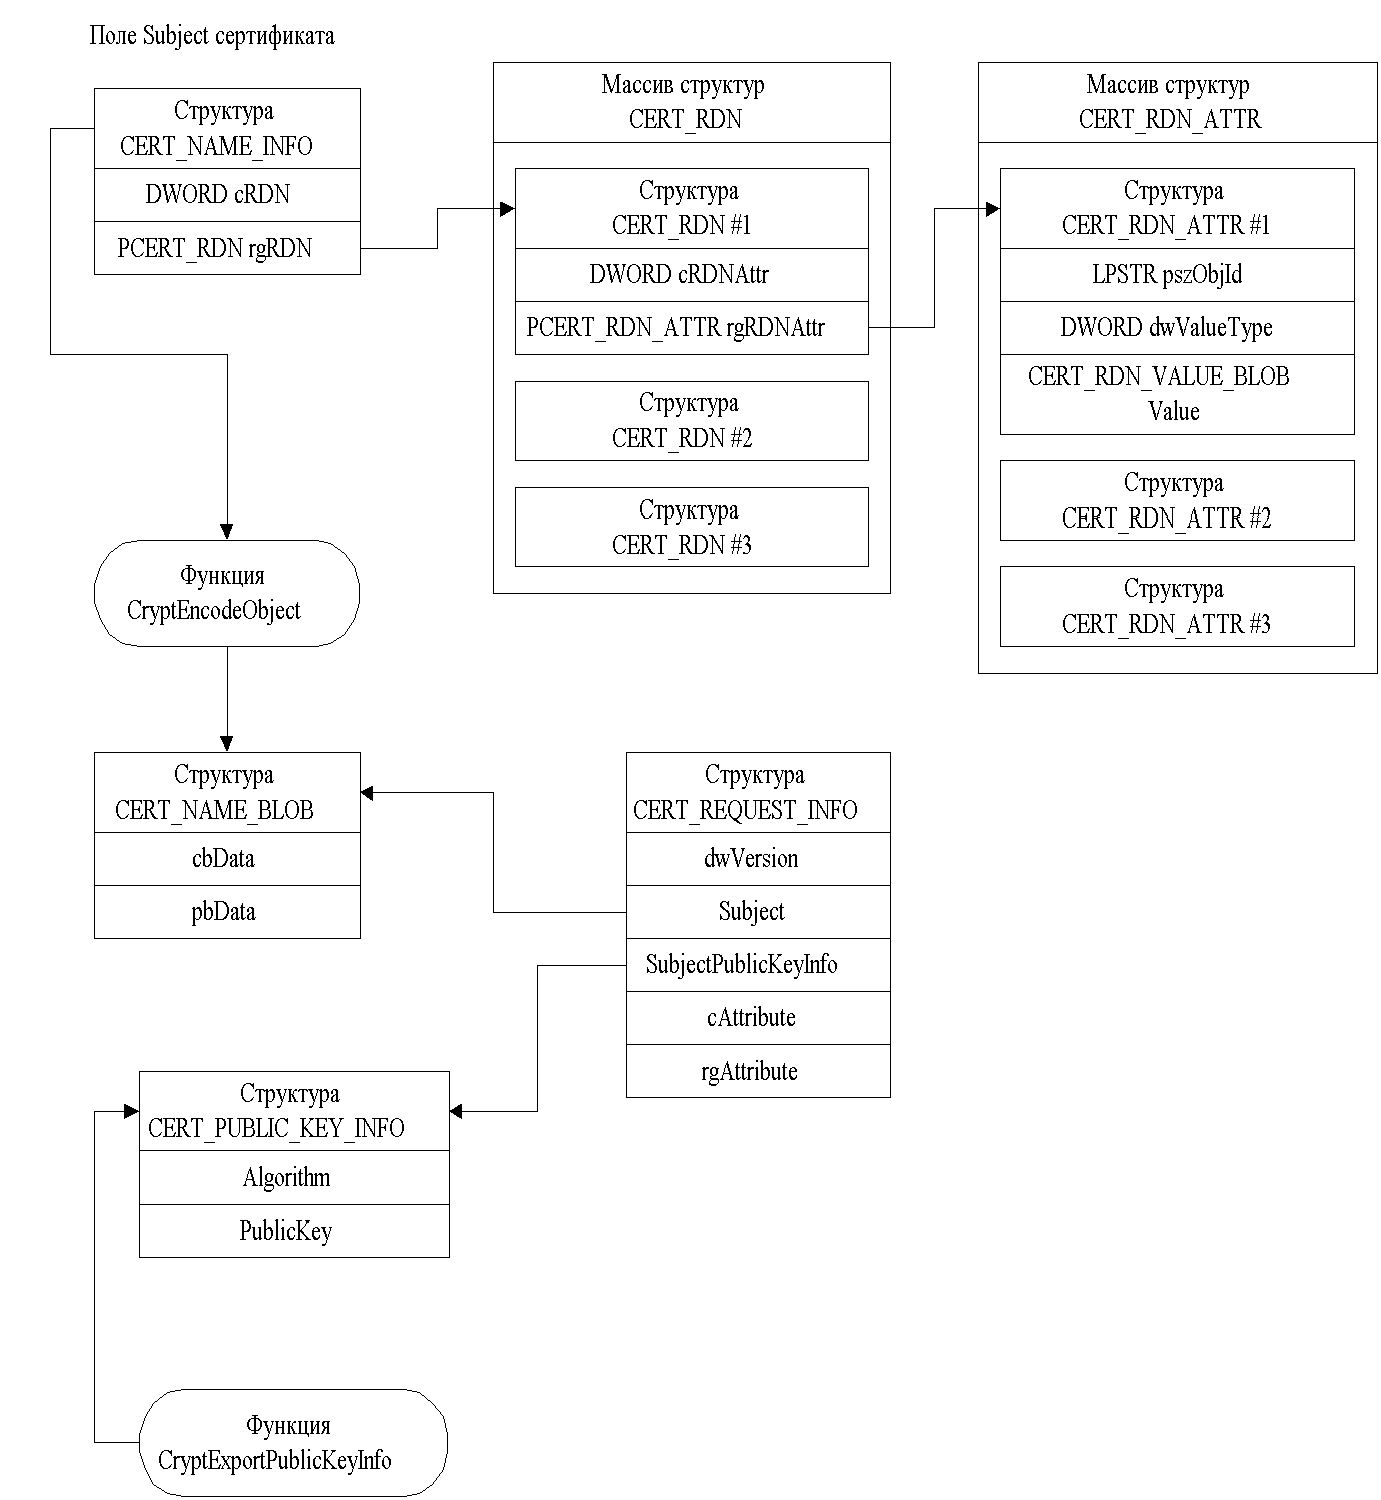 Поле Subject сертификата
Структура
CERT_NAME_INFO
DWORD cRDN
PCERT_RDN rgRDN
Массив структур
CERT_RDN
Структура
CERT_RDN #1
DWORD cRDNAttr
PCERT_RDN_ATTR rgRDNAttr
Структура
CERT_RDN #2
Структура
CERT_RDN #3
Массив структур
CERT_RDN_ATTR
Структура
CERT_RDN_ATTR #1
LPSTR pszObjId
DWORD dwValueType
CERT_RDN_VALUE_BLOB
Value
Структура
CERT_RDN_ATTR #2
Структура
CERT_RDN_ATTR #3
Функция
CryptEncodeObject
Структура
CERT_NAME_BLOB
cbData
pbData
Структура
CERT_REQUEST_INFO
dwVersion
Subject
SubjectPublicKeyInfo
cAttribute
rgAttribute
Структура
CERT_PUBLIC_KEY_INFO
Algorithm
PublicKey
Функция
CryptExportPublicKeyInfo